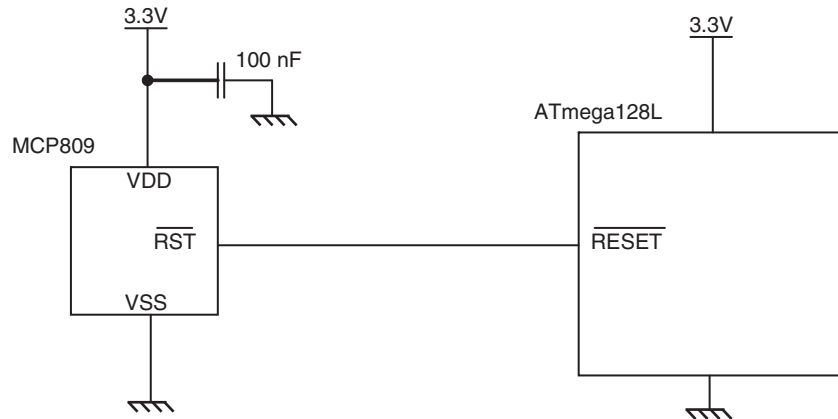 3.3V
3.3V
100 nF
ATmega128L
MCP809
VDD
RST
RESET
VSS